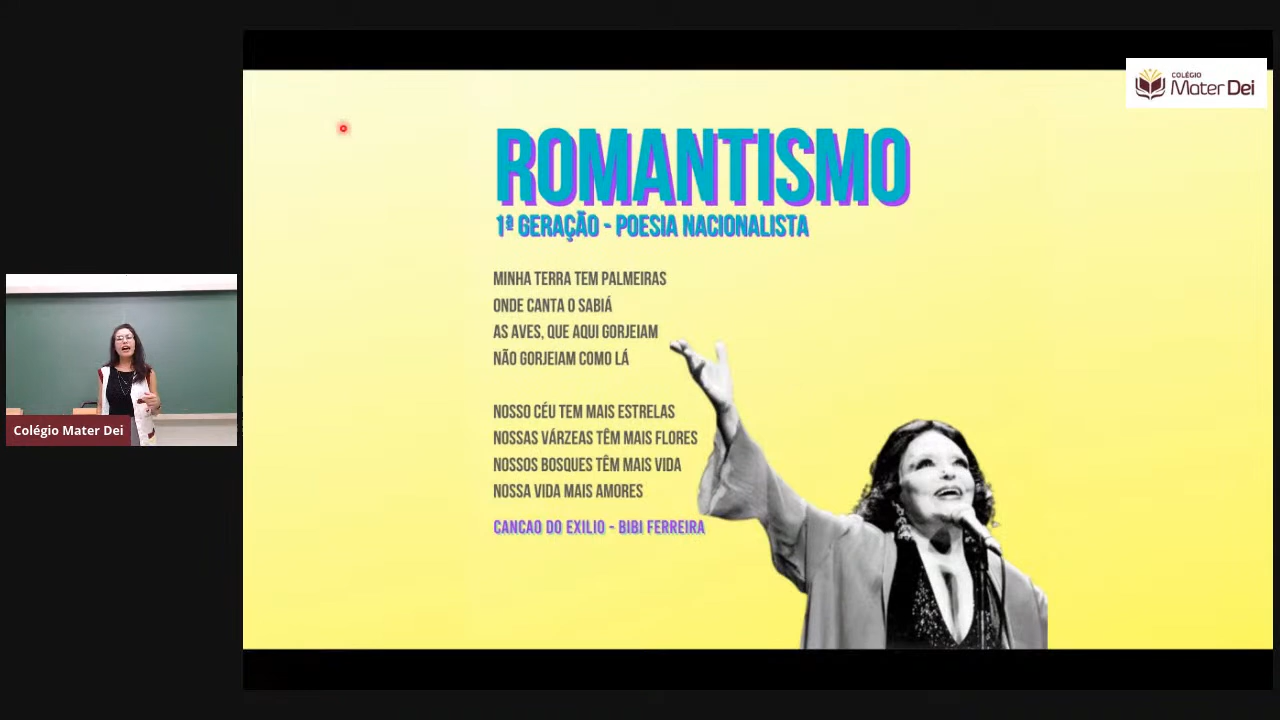 COLÉGIO
Mater Dei
ROMANTISMO
1ª GERAÇÃO - POESIA NACIONALISTA
MINHA TERRA TEM PALMEIRAS
ONDE CANTA O SABIÁ
AS AVES, QUE AQUI GORJEIAM
NÃO GORJEIAM COMO LÁ
NOSSO CÉU TEM MAIS ESTRELAS
NOSSAS VÁRZEAS TÊM MAIS FLORES
NOSSOS BOSQUES TÊM MAIS VIDA
NOSSA VIDA MAIS AMORES
CANCAO DO EXILIO - BIBI FERREIRA
Colégio Mater Dei